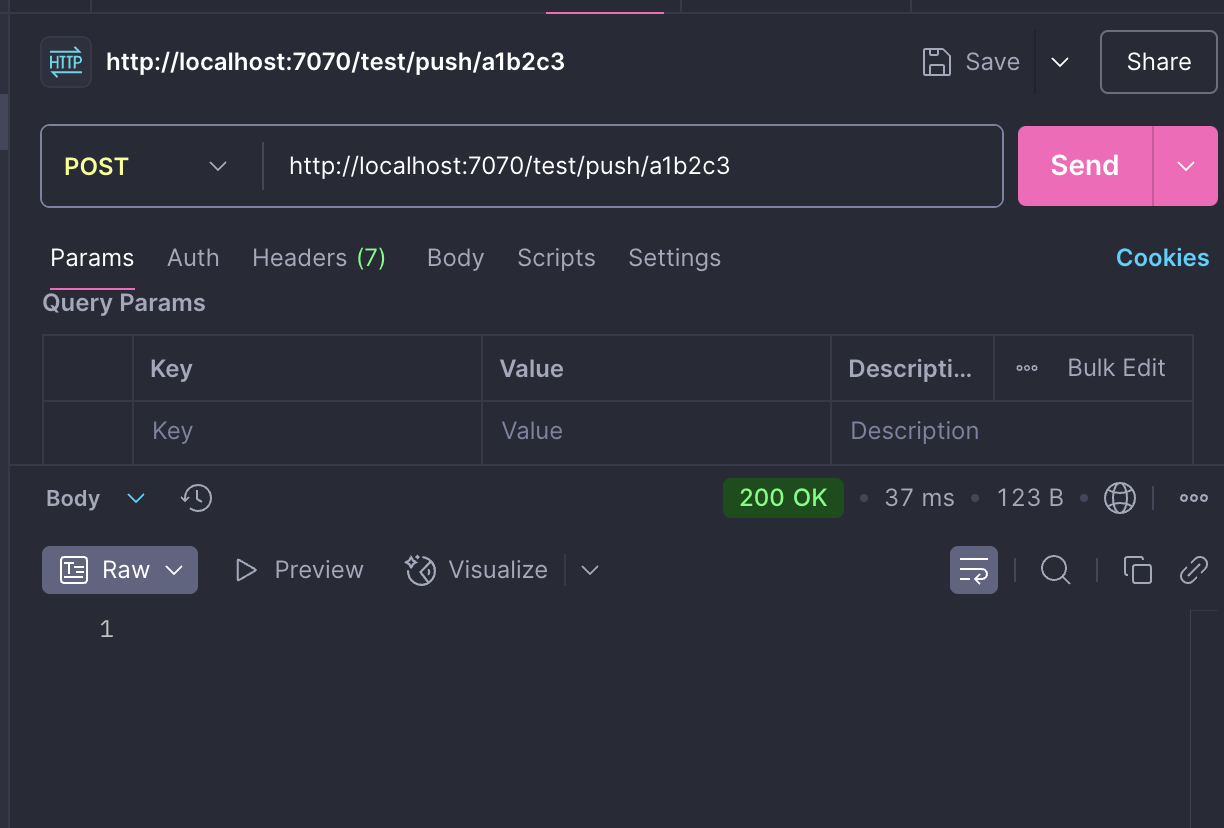 HTTP http://localhost:7070/test/push/a1b2c3 Save Share
POST http://localhost:7070/test/push/a1b2c3 Send
Params Auth Headers (7) Body Scripts Settings Cookies
Query Params
Key Value Descripti... Bulk Edit
Key Value Description
Body 200 OK • 37 ms • 123 B •
Raw Preview Visualize
1